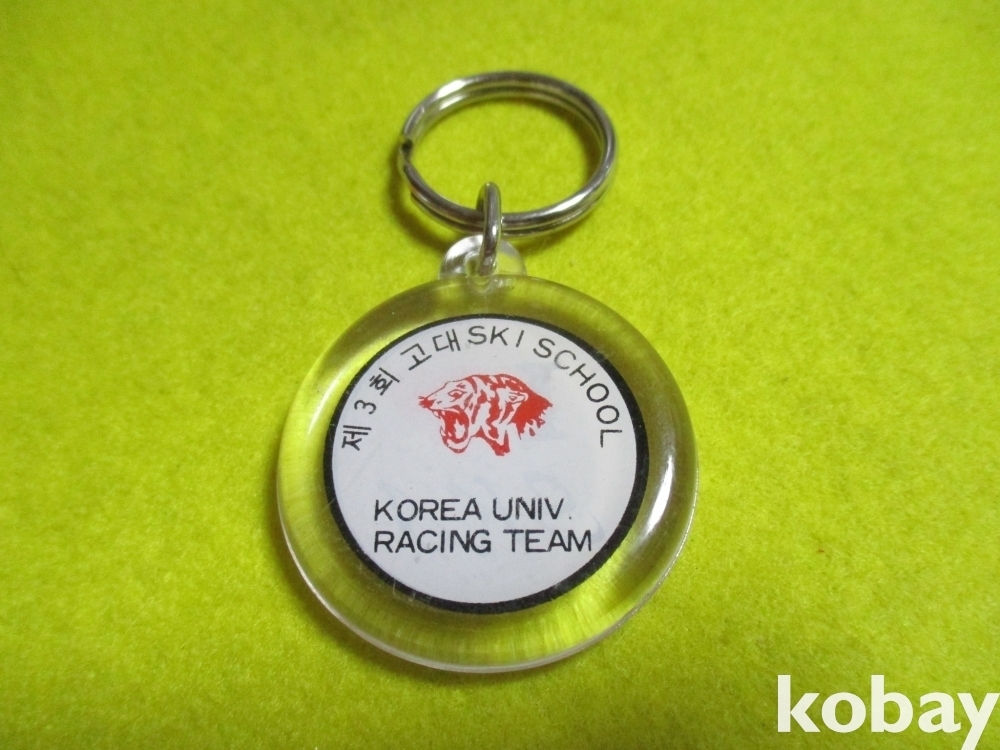 제3회 고대 SKI SCHOOL
KOREA UNIV.
RACING TEAM
kobay